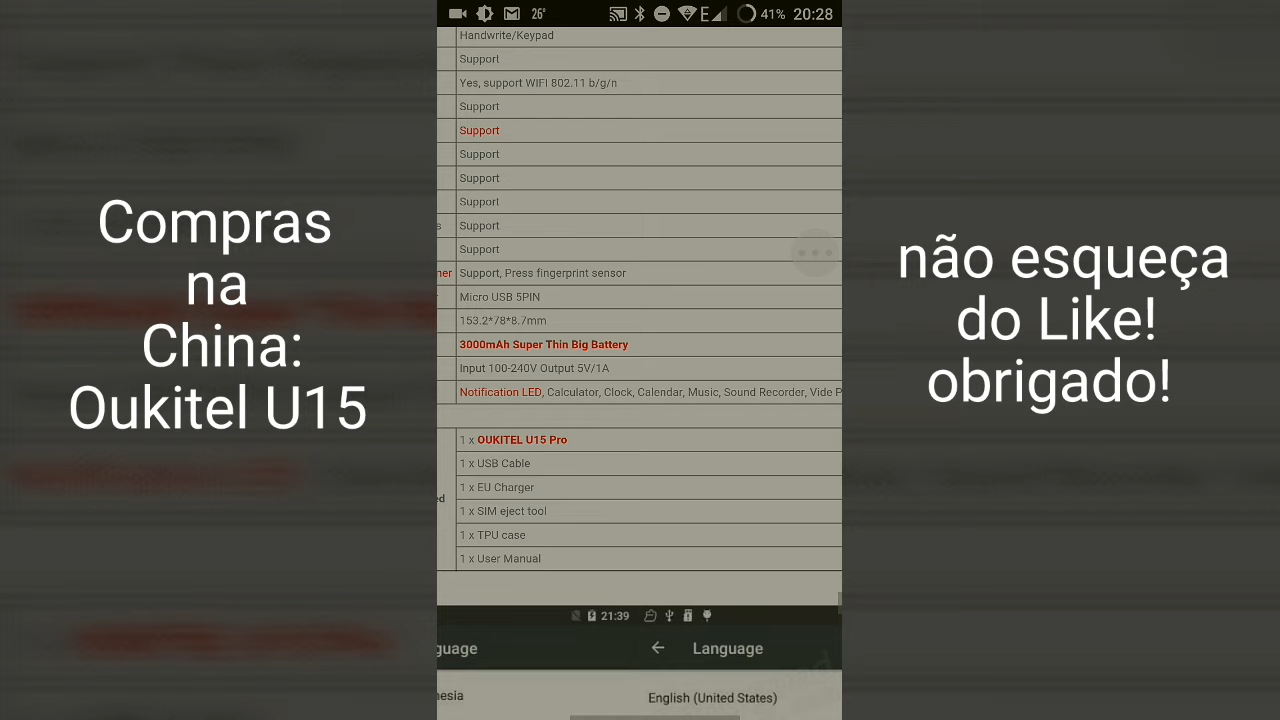 Compras
na
China:
Oukitel U15
26°
41% 20:28
Handwrite/Keypad
Support
Yes, support WIFI 802.11 b/g/n
Support
Support
Support
Support
Support
s Support
Support
ner Support, Press fingerprint sensor
Micro USB 5PIN
153.2*78*8.7mm
3000mAh Super Thin Big Battery
Input 100-240V Output 5V/1A
Notification LED, Calculator, Clock, Calendar, Music, Sound Recorder, Vide P
1 x OUKITEL U15 Pro
1 x USB Cable
1 x EU Charger
ed
1 x SIM eject tool
1 x TPU case
1 x User Manual
21:39
guage
Language
nesia
English (United States)
não esqueça
do Like!
obrigado!